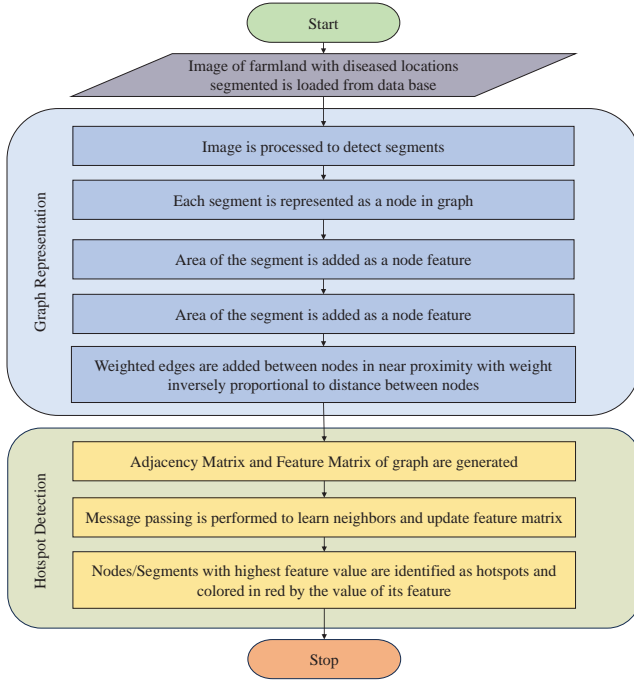 Start
Image of farmland with diseased locations
segmented is loaded from data base
Graph Representation
Image is processed to detect segments
Each segment is represented as a node in graph
Area of the segment is added as a node feature
Area of the segment is added as a node feature
Weighted edges are added between nodes in near proximity with weight
inversely proportional to distance between nodes
Hotspot Detection
Adjacency Matrix and Feature Matrix of graph are generated
Message passing is performed to learn neighbors and update feature matrix
Nodes/Segments with highest feature value are identified as hotspots and
colored in red by the value of its feature
Stop